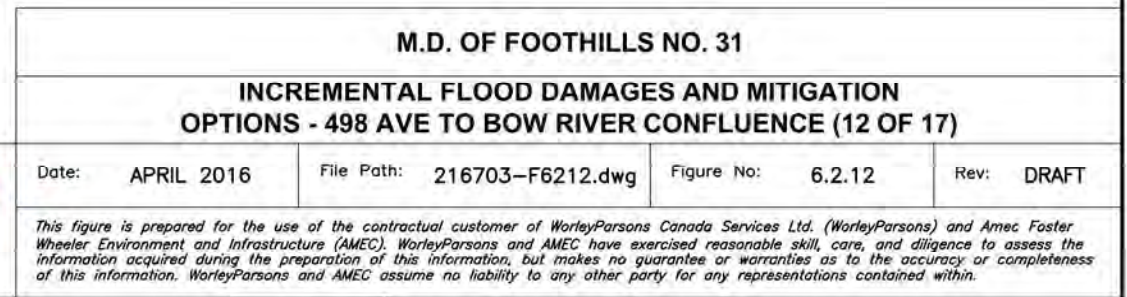 M.D. OF FOOTHILLS NO. 31
INCREMENTAL FLOOD DAMAGES AND MITIGATION
OPTIONS - 498 AVE TO BOW RIVER CONFLUENCE (12 OF 17)
Date: APRIL 2016 File Path: 216703-F6212.dwg Figure No: 6.2.12 Rev: DRAFT
This figure is prepared for the use of the contractual customer of WorleyParsons Canada Services Ltd. (WorleyParsons) and Amec Foster
Wheeler Environment and Infrastructure (AMEC). WorleyParsons and AMEC have exercised reasonable skill, care, and diligence to assess the
information acquired during the preparation of this information, but makes no guarantee or warranties as to the accuracy or completeness
of this information. WorleyParsons and AMEC assume no liability to any other party for any representations contained within.